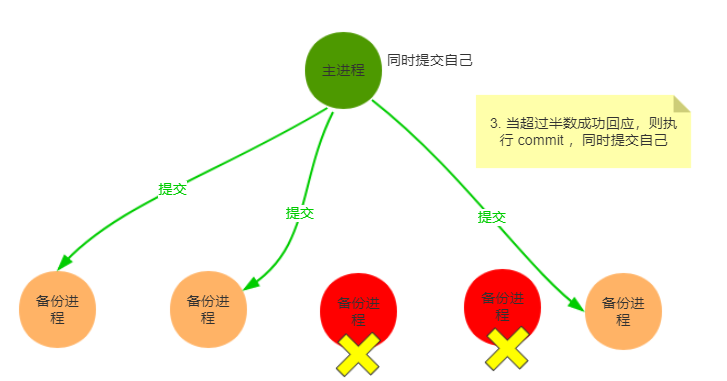 主进程
同时提交自己
3. 当超过半数成功回应，则执
行 commit ，同时提交自己
提交
提交
提交
备份进
程
备份进
程
备份进
程
备份进
程
备份进
程